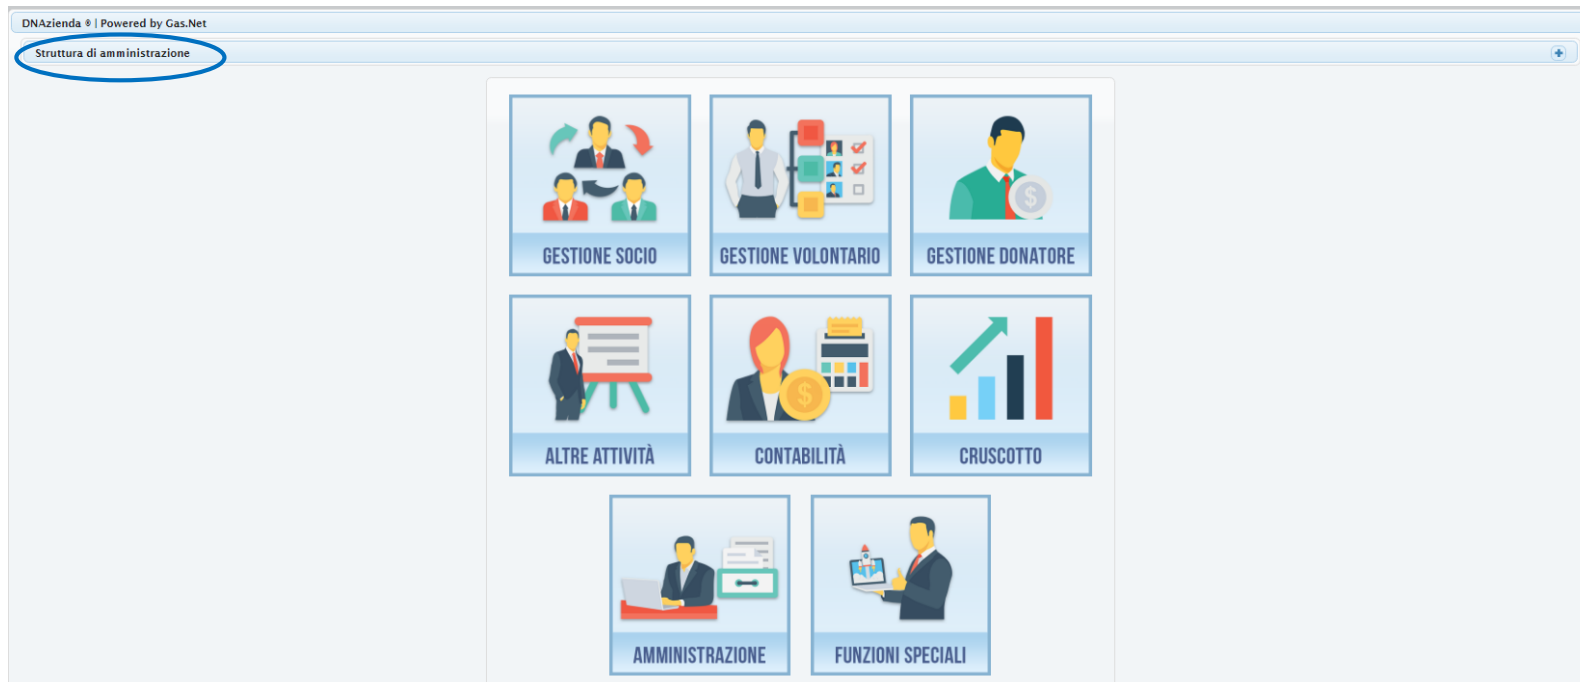 DNAzienda ® | Powered by Gas.Net
Struttura di amministrazione
GESTIONE SOCIO
GESTIONE VOLONTARIO
GESTIONE DONATORE
ALTRE ATTIVITÀ
CONTABILITÀ
CRUSCOTTO
AMMINISTRAZIONE
FUNZIONI SPECIALI